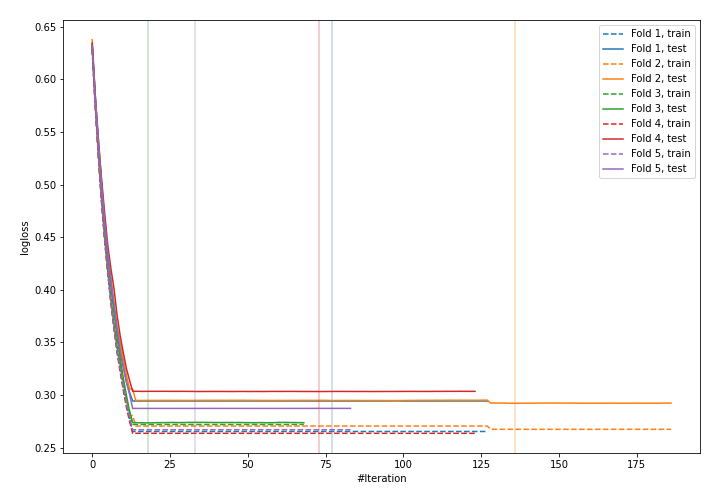 0.65
0.60
0.55
0.50
0.45
0.40
0.35
0.30
0.25
logloss
0
25
50
75
100
125
150
175
#Iteration
Fold 1, train
Fold 1, test
Fold 2, train
Fold 2, test
Fold 3, train
Fold 3, test
Fold 4, train
Fold 4, test
Fold 5, train
Fold 5, test